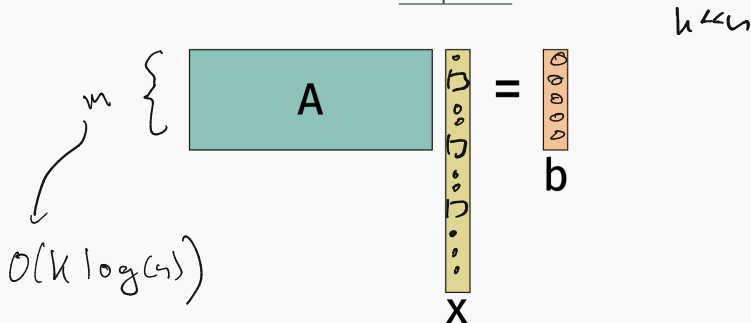 k << n
m { A = b
O(k log(n))
x